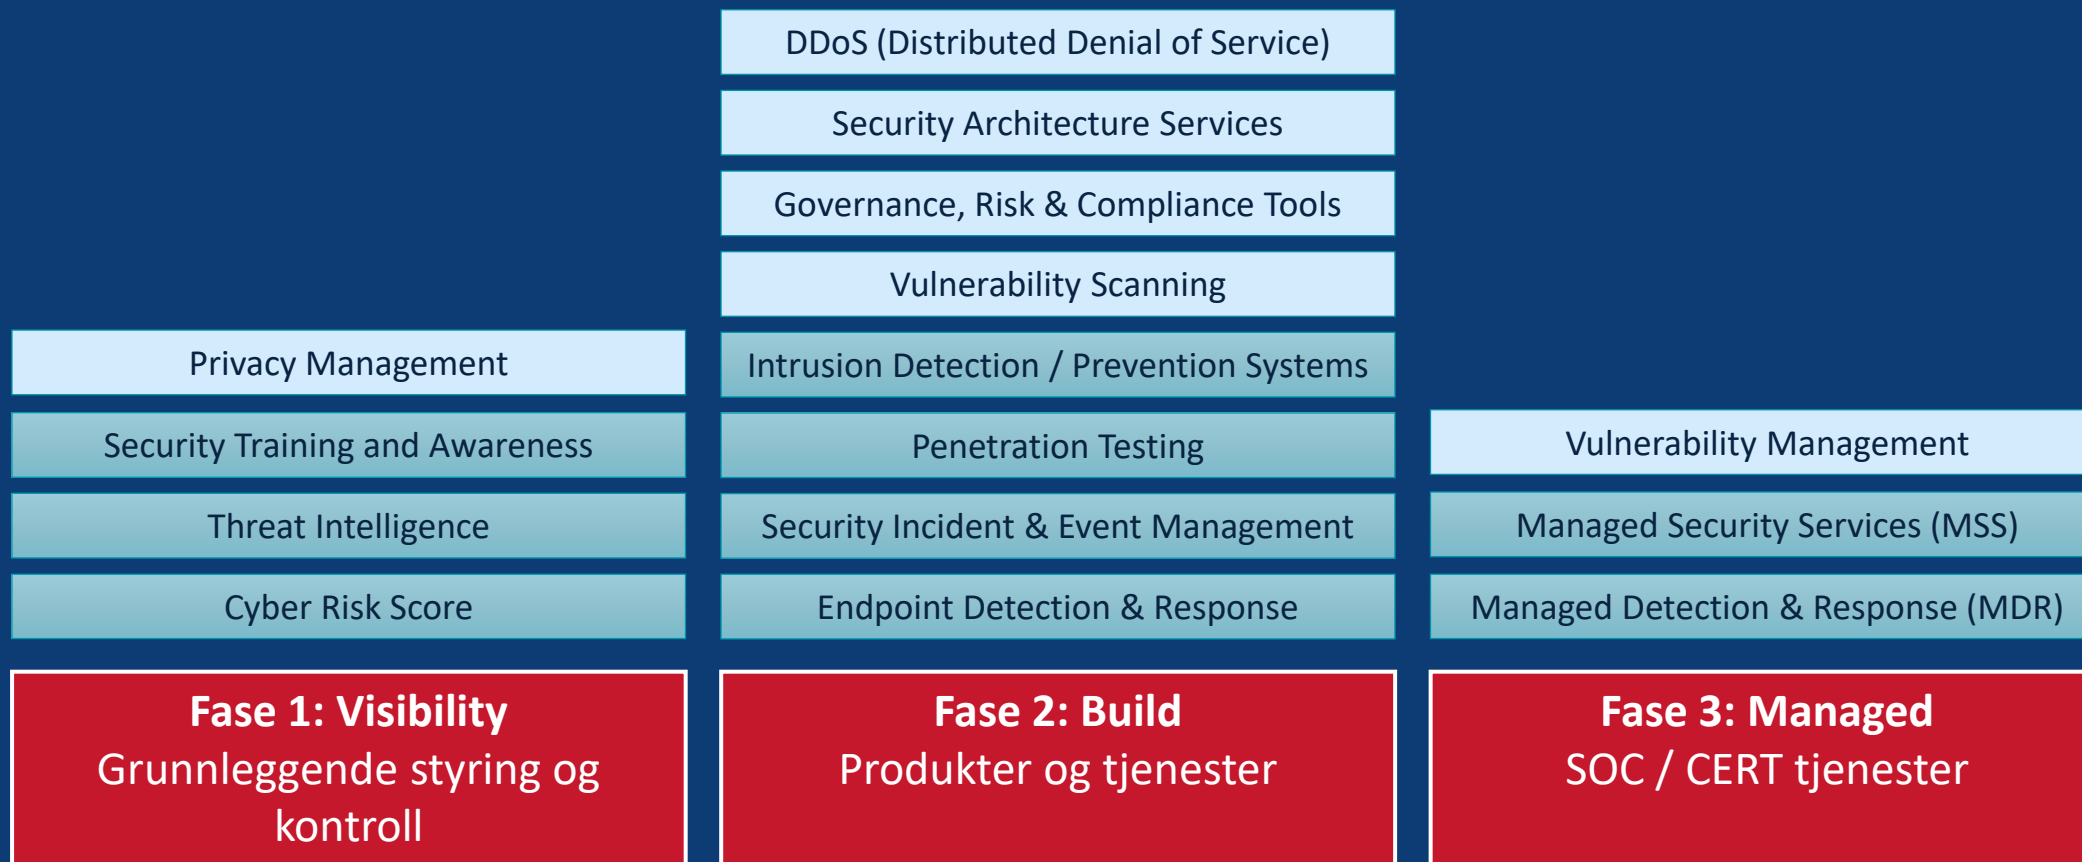 DDoS (Distributed Denial of Service)
Security Architecture Services
Governance, Risk & Compliance Tools
Vulnerability Scanning
Privacy Management
Intrusion Detection / Prevention Systems
Security Training and Awareness
Penetration Testing
Vulnerability Management
Threat Intelligence
Security Incident & Event Management
Managed Security Services (MSS)
Cyber Risk Score
Endpoint Detection & Response
Managed Detection & Response (MDR)
Fase 1: Visibility
Grunnleggende styring og
kontroll
Fase 2: Build
Produkter og tjenester
Fase 3: Managed
SOC / CERT tjenester